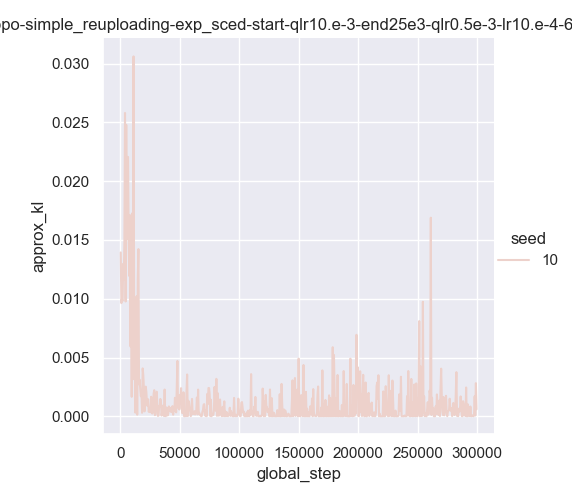 opo-simple_reuploading-exp_sced-start-qlr10.e-3-end25e3-qlr0.5e-3-lr10.e-4-6
0.030
0.025
0.020
0.015
0.010
0.005
0.000
approx_kl
0 50000 100000 150000 200000 250000 300000
global_step
seed
10